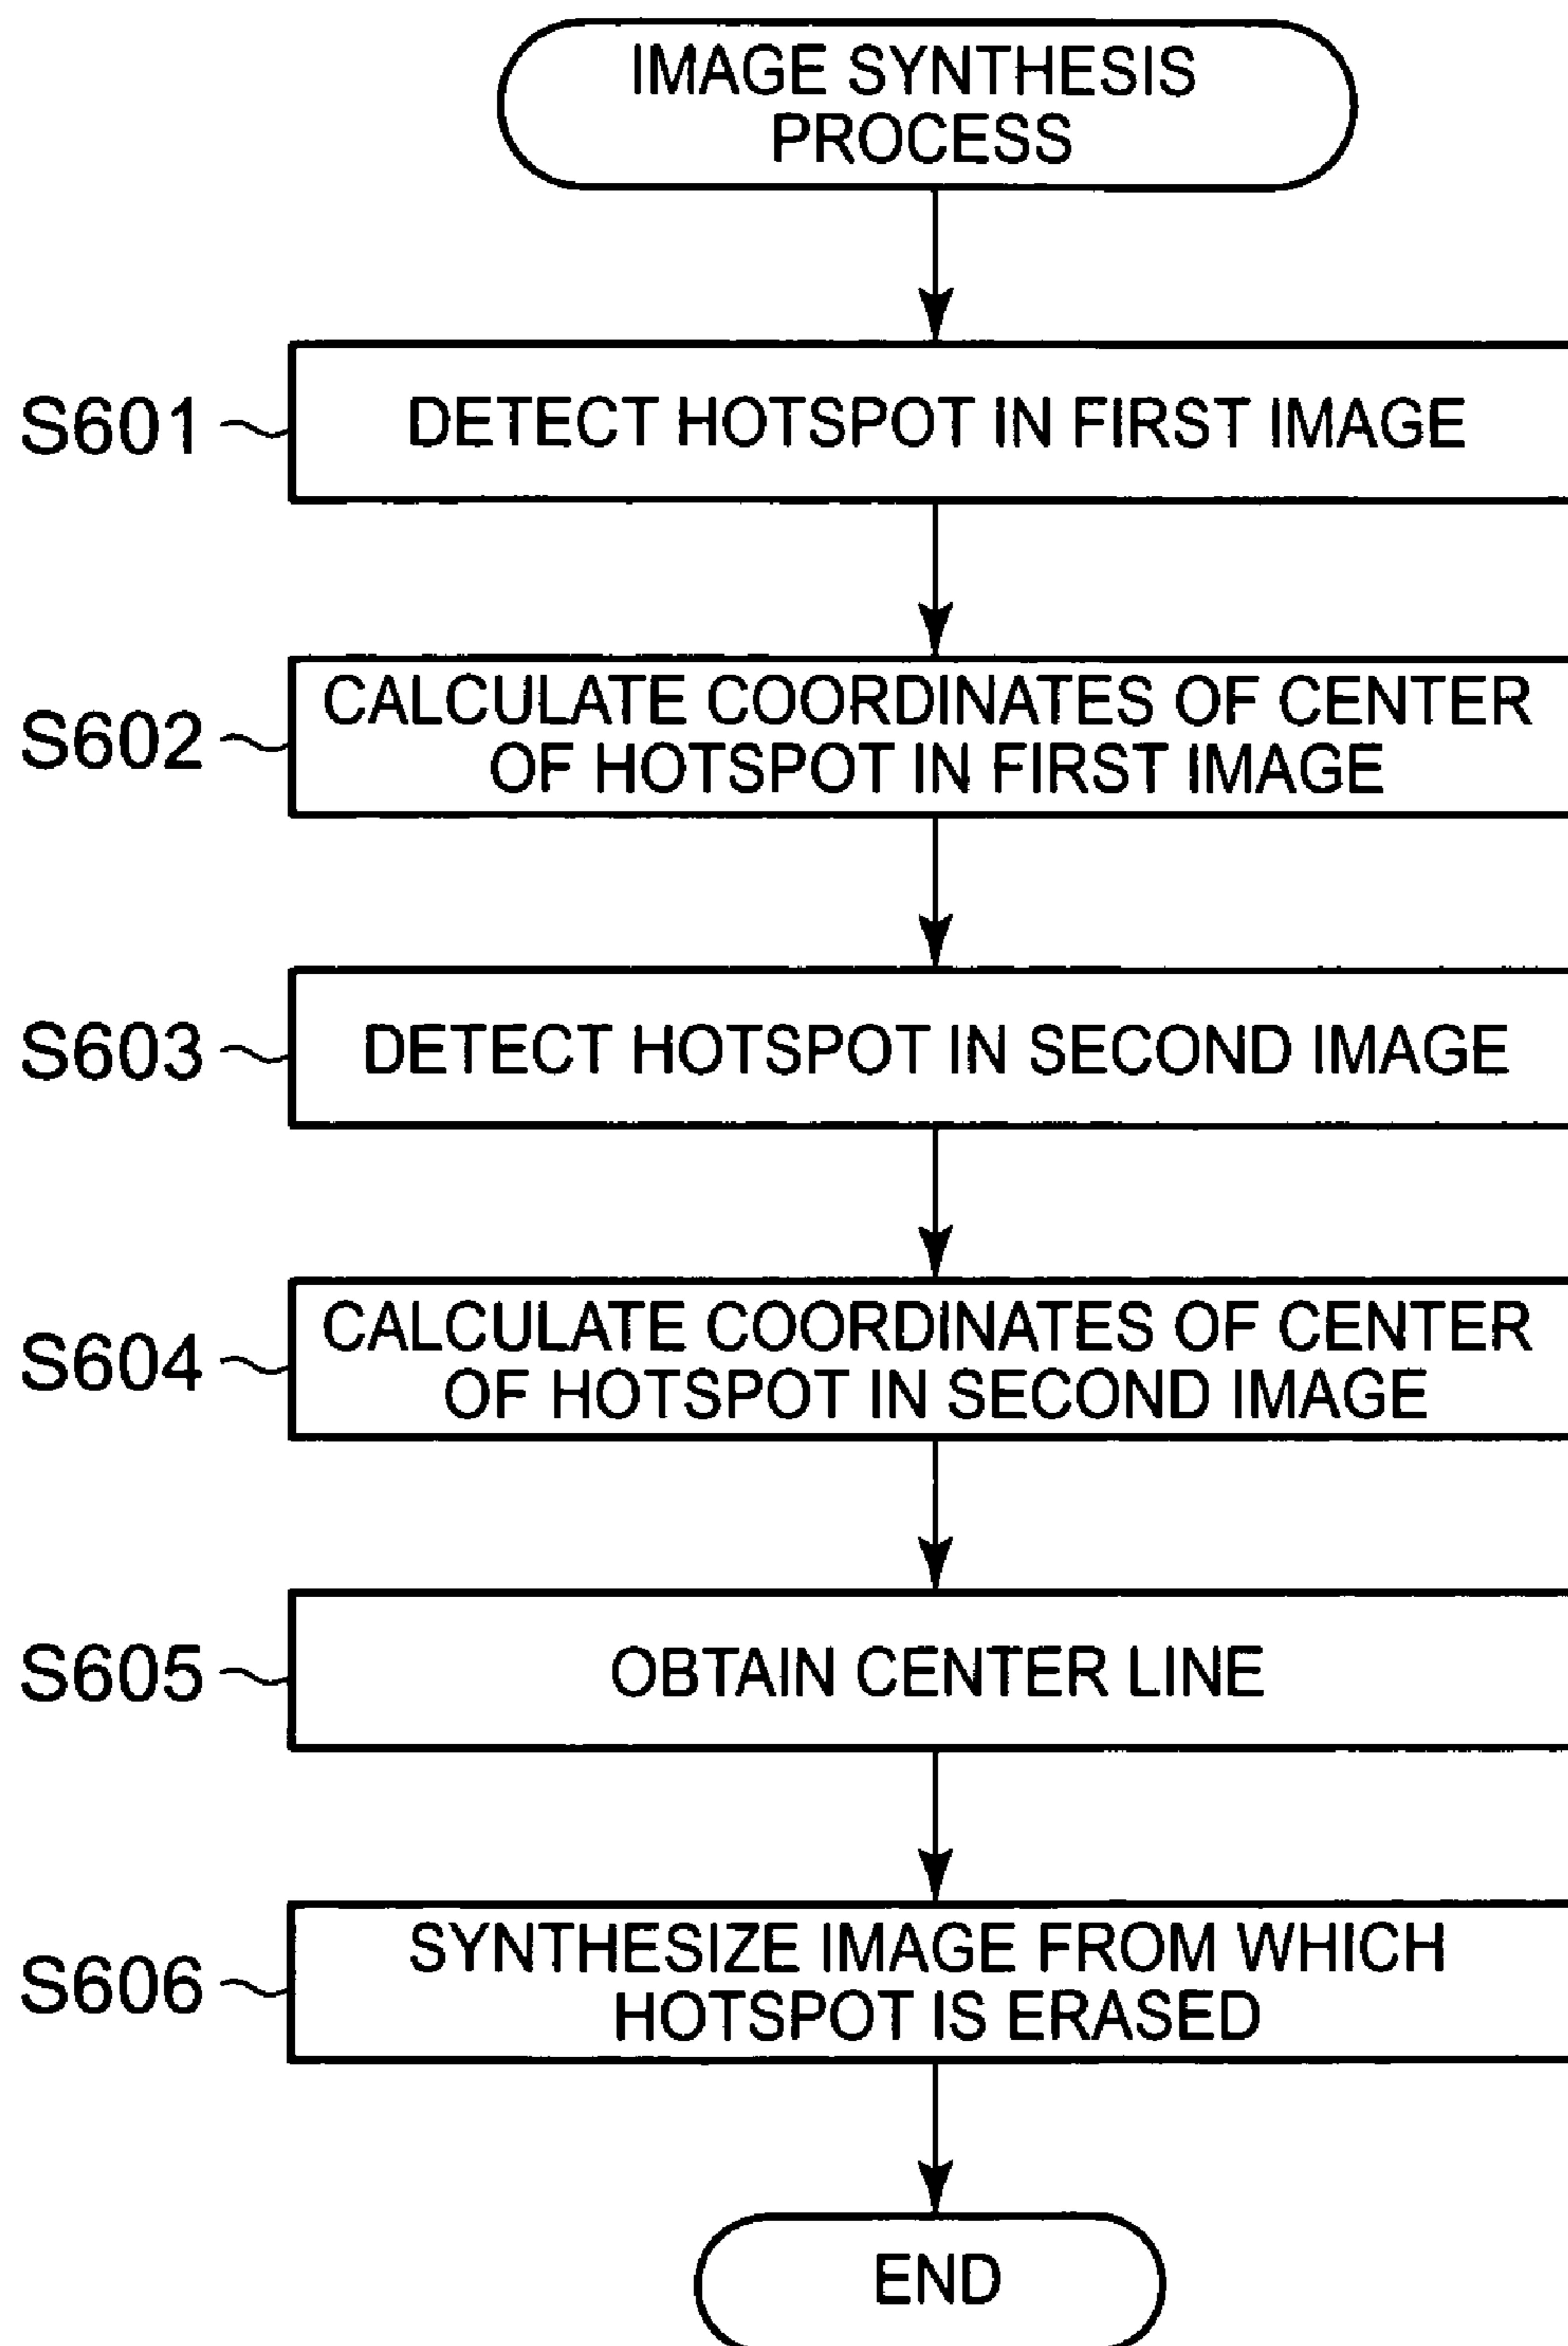 IMAGE SYNTHESIS
PROCESS
S601
DETECT HOTSPOT IN FIRST IMAGE
S602
CALCULATE COORDINATES OF CENTER
OF HOTSPOT IN FIRST IMAGE
S603
DETECT HOTSPOT IN SECOND IMAGE
S604
CALCULATE COORDINATES OF CENTER
OF HOTSPOT IN SECOND IMAGE
S605
OBTAIN CENTER LINE
S606
SYNTHESIZE IMAGE FROM WHICH
HOTSPOT IS ERASED
END